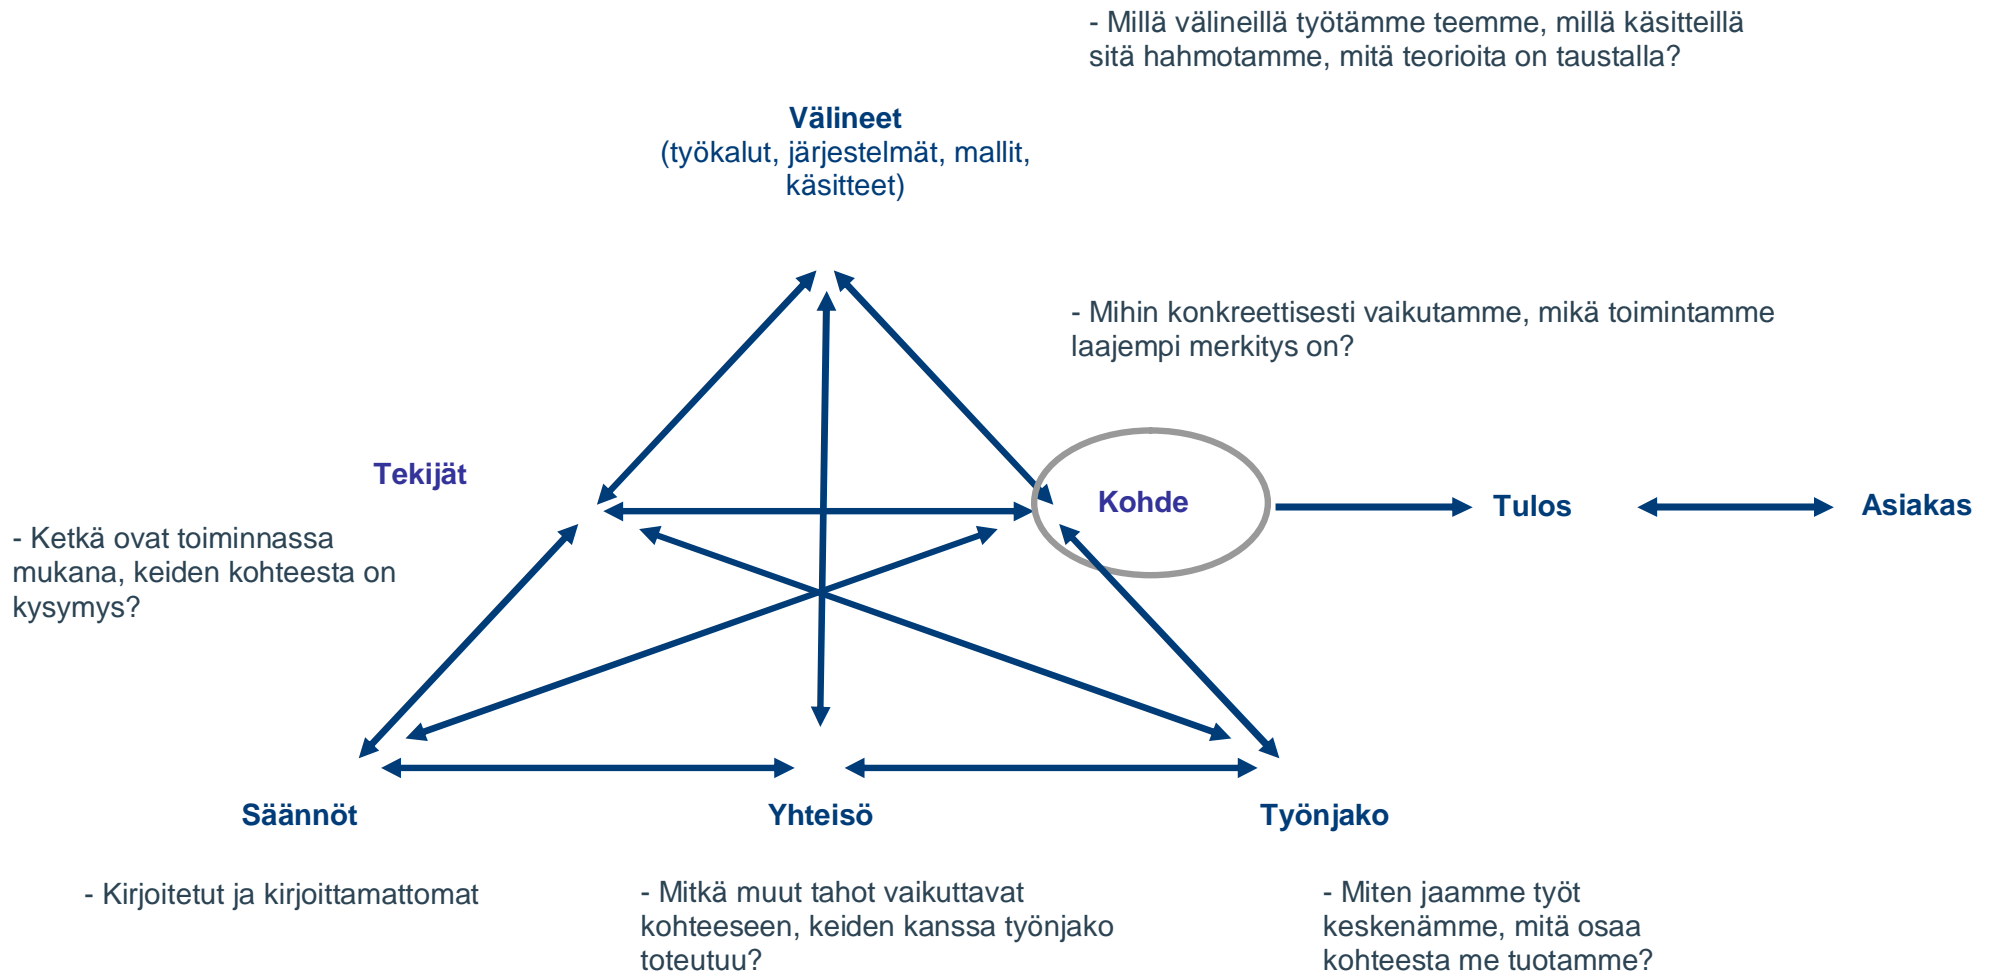 - Millä välineillä työtämme teemme, millä käsitteillä
sitä hahmotamme, mitä teorioita on taustalla?
Välineet
(työkalut, järjestelmät, mallit,
käsitteet)
- Mihin konkreettisesti vaikutamme, mikä toimintamme
laajempi merkitys on?
Tekijät
Kohde
Tulos
Asiakas
- Ketkä ovat toiminnassa
mukana, keiden kohteesta on
kysymys?
Säännöt
Yhteisö
Työnjako
- Kirjoitetut ja kirjoittamattomat
- Mitkä muut tahot vaikuttavat
kohteeseen, keiden kanssa työnjako
toteutuu?
- Miten jaamme työt
keskenämme, mitä osaa
kohteesta me tuotamme?